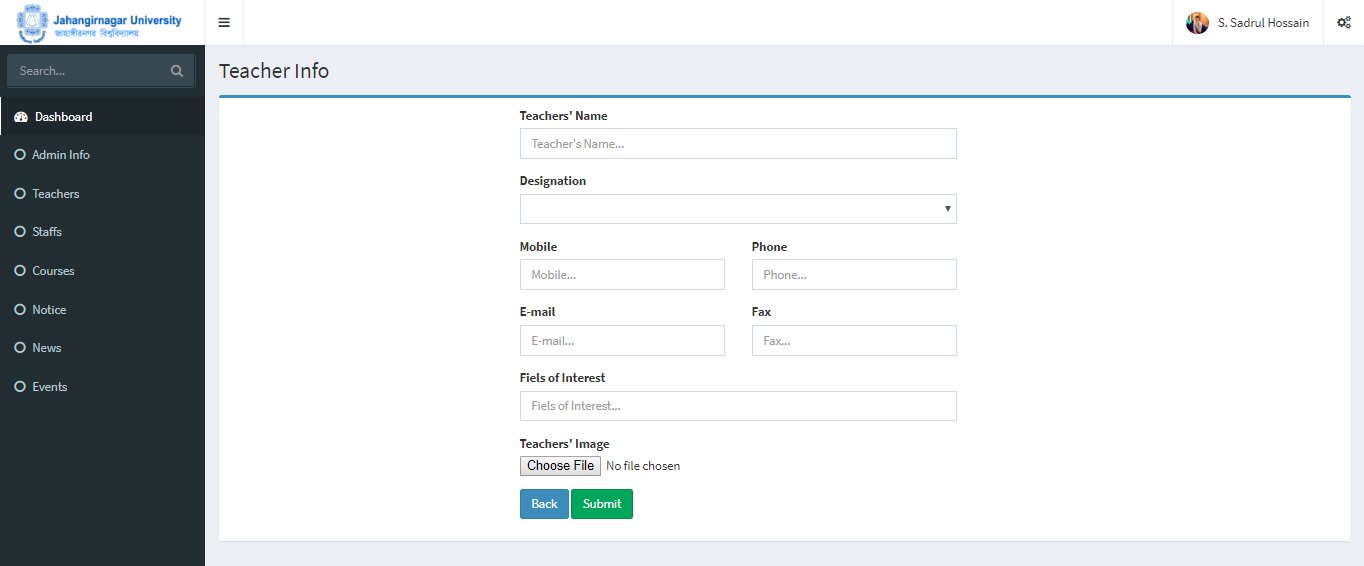 Jahangirnagar University
জাহাঙ্গীরনগর বিশ্ববিদ্যালয়
S. Sadrul Hossain
Search...
Teacher Info
Dashboard
Admin Info
Teachers
Staffs
Courses
Notice
News
Events
Teachers' Name
Teacher's Name...
Designation
Mobile
Phone
Mobile...
Phone...
E-mail
Fax
E-mail...
Fax...
Fiels of Interest
Fiels of Interest...
Teachers' Image
Choose File No file chosen
Back Submit